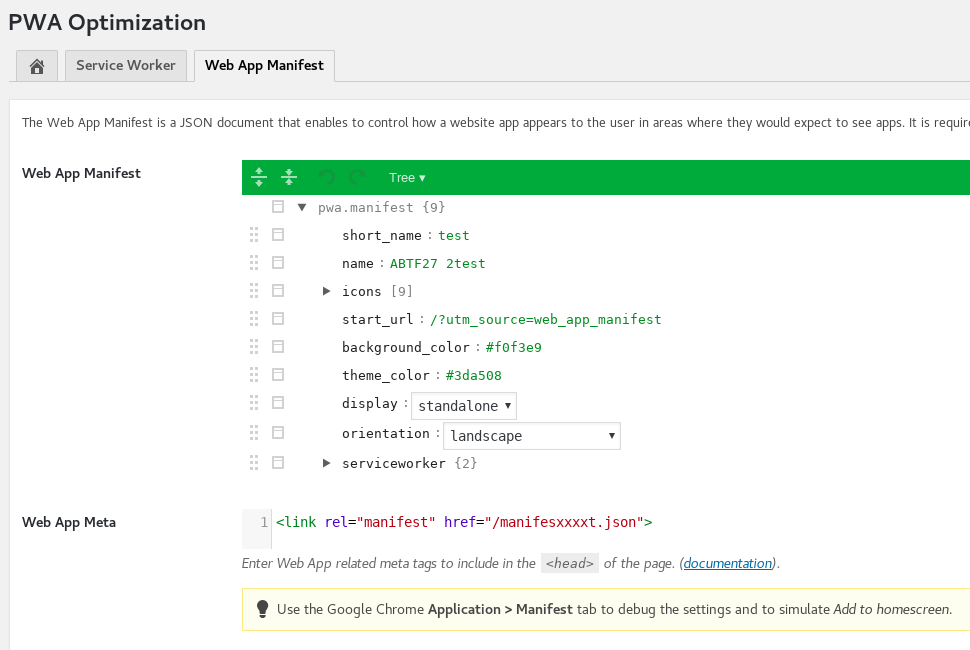 PWA Optimization
Service Worker
Web App Manifest
The Web App Manifest is a JSON document that enables to control how a website app appears to the user in areas where they would expect to see apps. It is
Web App Manifest
Tree ▾
pwa.manifest {9}
short_name : test
name : ABTF27 2test
icons [9]
start_url : /?utm_source=web_app_manifest
background_color : #f0f3e9
theme_color : #3da508
display : standalone
orientation : landscape
serviceworker {2}
Web App Meta
1 <link rel="manifest" href="/manifesxxxxt.json">
Enter Web App related meta tags to include in the <head> of the page. (documentation).
Use the Google Chrome Application > Manifest tab to debug the settings and to simulate Add to homescreen.